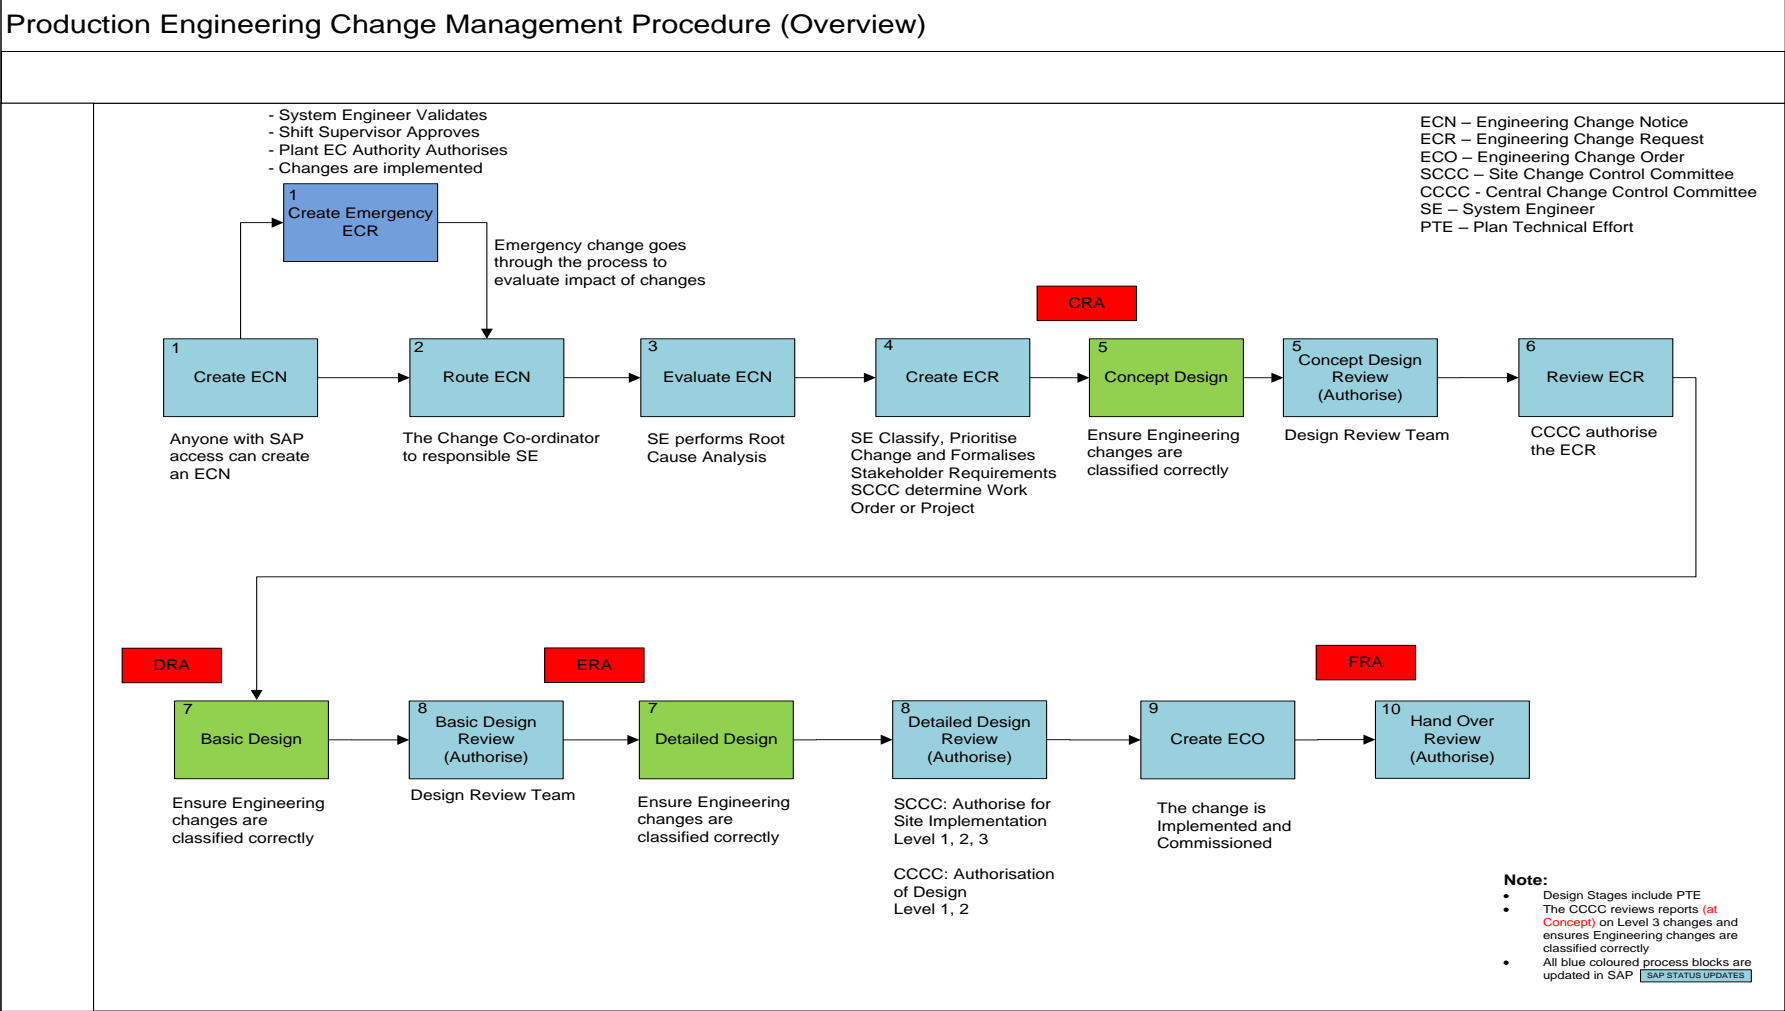 Production Engineering Change Management Procedure (Overview)
- System Engineer Validates
- Shift Supervisor Approves
- Plant EC Authority Authorises
- Changes are implemented
ECN – Engineering Change Notice
ECR – Engineering Change Request
ECO – Engineering Change Order
SCCC – Site Change Control Committee
CCCC - Central Change Control Committee
SE – System Engineer
PTE – Plan Technical Effort
1
Create Emergency
ECR
Emergency change goes
through the process to
evaluate impact of changes
CRA
1
Create ECN
Anyone with SAP
access can create
an ECN
2
Route ECN
The Change Co-ordinator
to responsible SE
3
Evaluate ECN
SE performs Root
Cause Analysis
4
Create ECR
SE Classify, Prioritise
Change and Formalises
Stakeholder Requirements
SCCC determine Work
Order or Project
5
Concept Design
Ensure Engineering
changes are
classified correctly
5
Concept Design
Review
(Authorise)
Design Review Team
6
Review ECR
CCCC authorise
the ECR
DRA
7
Basic Design
Ensure Engineering
changes are
classified correctly
8
Basic Design
Review
(Authorise)
Design Review Team
ERA
7
Detailed Design
Ensure Engineering
changes are
classified correctly
8
Detailed Design
Review
(Authorise)
SCCC: Authorise for
Site Implementation
Level 1, 2, 3
CCCC: Authorisation
of Design
Level 1, 2
9
Create ECO
The change is
Implemented and
Commissioned
FRA
10
Hand Over
Review
(Authorise)
Note:
• Design Stages include PTE
• The CCCC reviews reports (at
Concept) on Level 3 changes and
ensures Engineering changes are
classified correctly
• All blue coloured process blocks are
updated in SAP SAP STATUS UPDATES